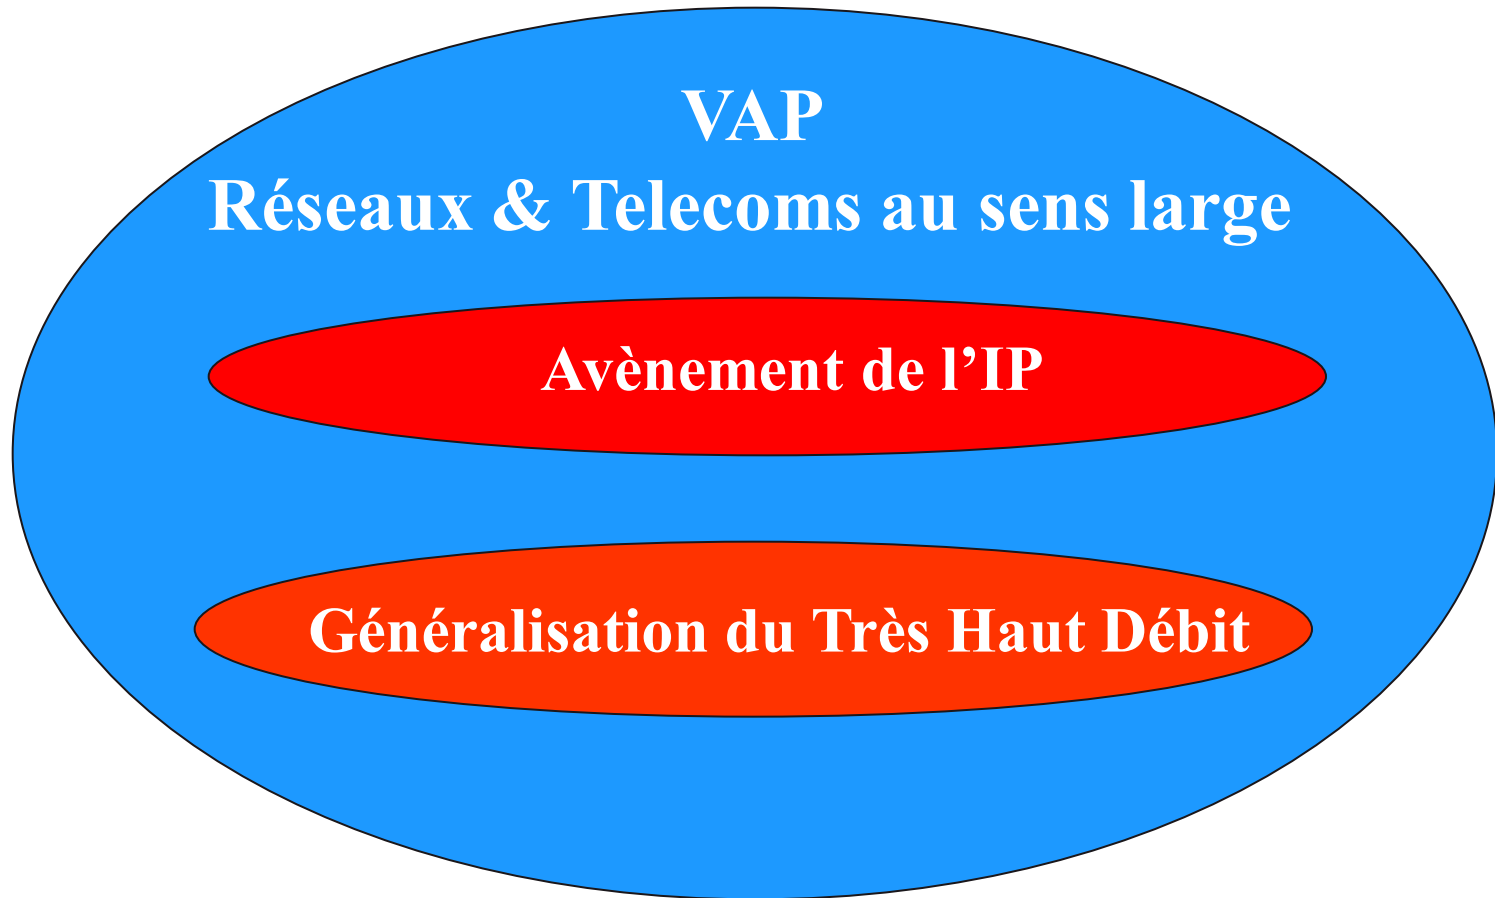 VAP
Réseaux & Telecoms au sens large
Avènement de l’IP
Généralisation du Très Haut Débit